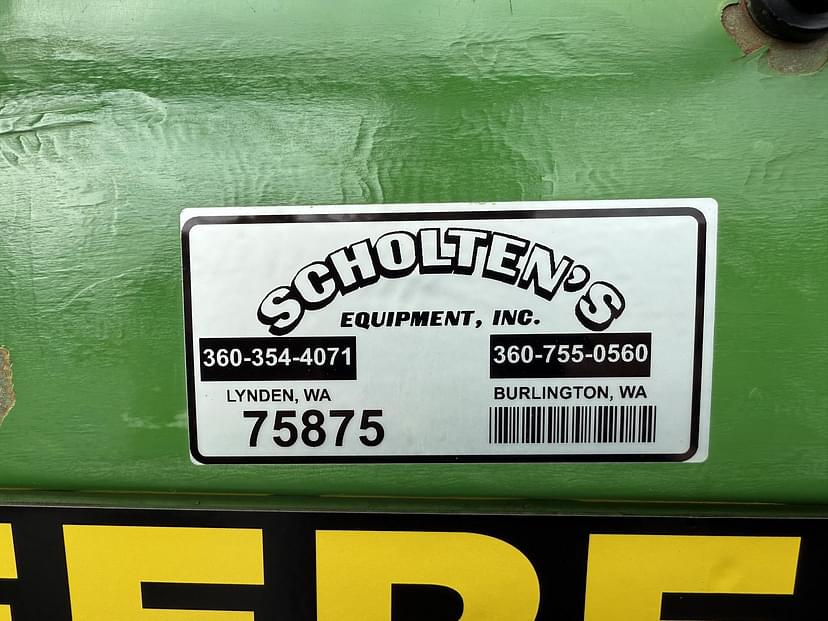 SCHOLTEN'S
EQUIPMENT, INC.
360-354-4071 360-755-0560
LYNDEN, WA BURLINGTON, WA
75875